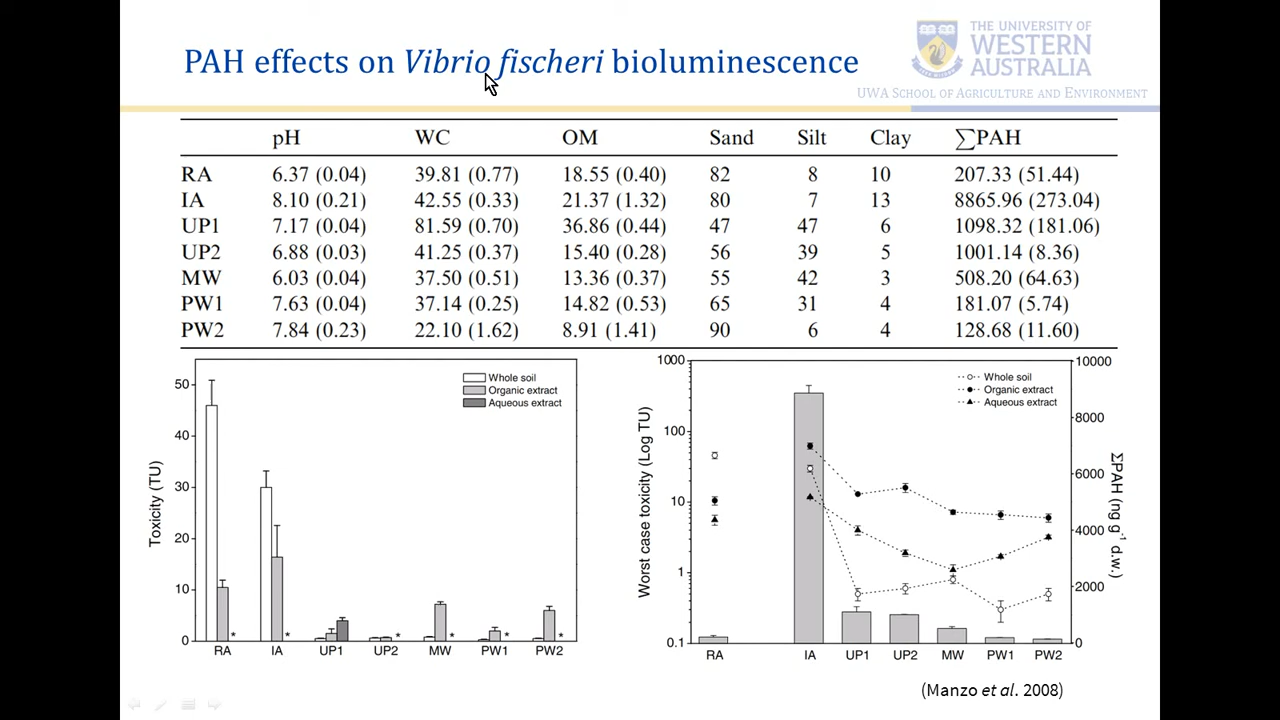 PAH effects on Vibrio fischeri bioluminescence
THE UNIVERSITY OF
WESTERN
AUSTRALIA
UWA SCHOOL OF AGRICULTURE AND ENVIRONMENT
pH WC OM Sand Silt Clay ∑PAH
RA 6.37 (0.04) 39.81 (0.77) 18.55 (0.40) 82 8 10 207.33 (51.44)
IA 8.10 (0.21) 42.55 (0.33) 21.37 (1.32) 80 7 13 8865.96 (273.04)
UP1 7.17 (0.04) 81.59 (0.70) 36.86 (0.44) 47 47 6 1098.32 (181.06)
UP2 6.88 (0.03) 41.25 (0.37) 15.40 (0.28) 56 39 5 1001.14 (8.36)
MW 6.03 (0.04) 37.50 (0.51) 13.36 (0.37) 55 42 3 508.20 (64.63)
PW1 7.63 (0.04) 37.14 (0.25) 14.82 (0.53) 65 31 4 181.07 (5.74)
PW2 7.84 (0.23) 22.10 (1.62) 8.91 (1.41) 90 6 4 128.68 (11.60)
Toxicity (TU)
50
40
30
20
10
0
Whole soil
Organic extract
Aqueous extract
* * * * * *
RA IA UP1 UP2 MW PW1 PW2
Worst case toxicity (Log TU)
1000
100
10
1
0.1
Whole soil
Organic extract
Aqueous extract
10000
8000
6000
4000
2000
0
ΣPAH (ng g⁻¹ d.w.)
RA IA UP1 UP2 MW PW1 PW2
(Manzo et al. 2008)